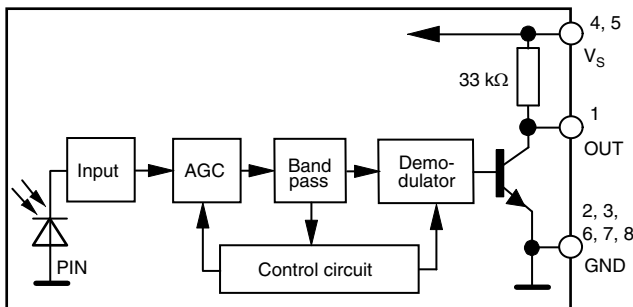 4, 5
V_S
33 kΩ
1
OUT
Input
AGC
Band
pass
Demo-
dulator
2, 3,
6, 7, 8
GND
PIN
Control circuit